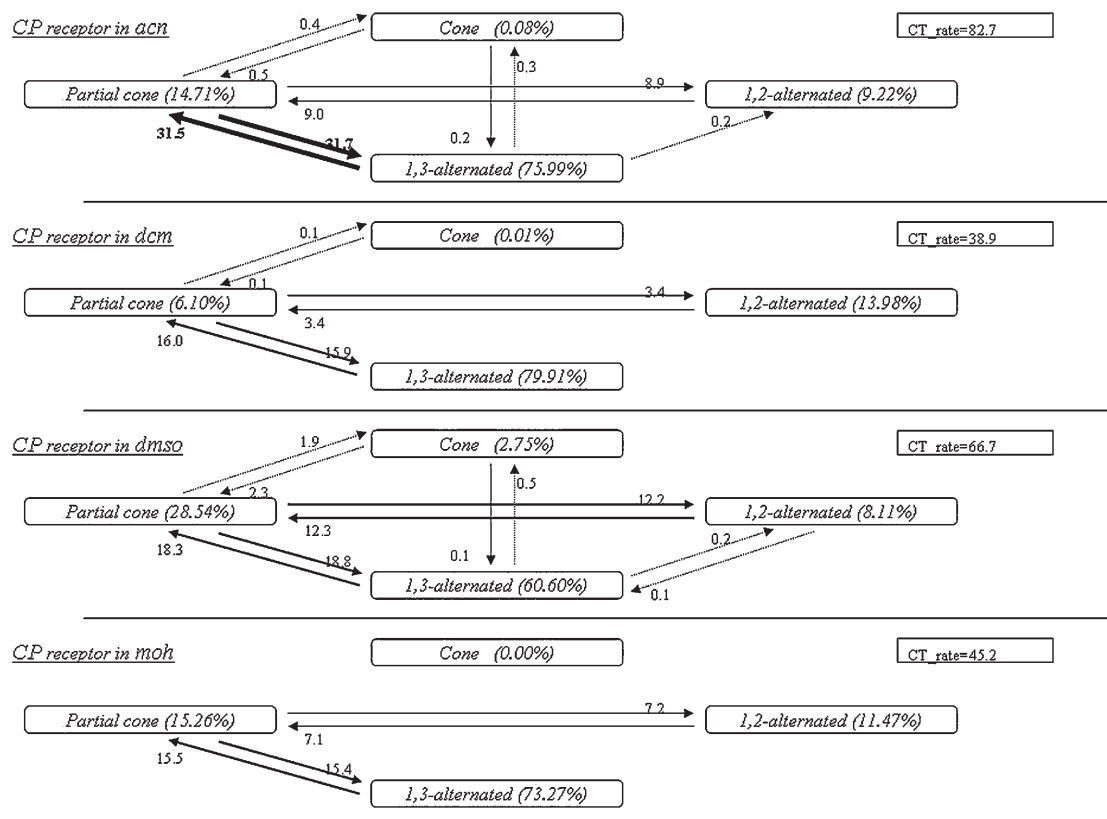 CP receptor in acn
0.4
Cone (0.08%)
CT_rate=82.7
0.5
0.3
8.9
Partial cone (14.71%)
1,2-alternated (9.22%)
9.0
0.2
31.5
31.7
0.2
1,3-alternated (75.99%)
CP receptor in dcm
0.1
Cone (0.01%)
CT_rate=38.9
0.1
3.4
Partial cone (6.10%)
1,2-alternated (13.98%)
3.4
16.0
15.9
1,3-alternated (79.91%)
CP receptor in dmso
1.9
Cone (2.75%)
CT_rate=66.7
2.3
0.5
12.2
Partial cone (28.54%)
1,2-alternated (8.11%)
12.3
0.2
18.3
18.8
0.1
1,3-alternated (60.60%)
0.1
CP receptor in moh
Cone (0.00%)
CT_rate=45.2
7.2
Partial cone (15.26%)
1,2-alternated (11.47%)
7.1
15.5
15.4
1,3-alternated (73.27%)